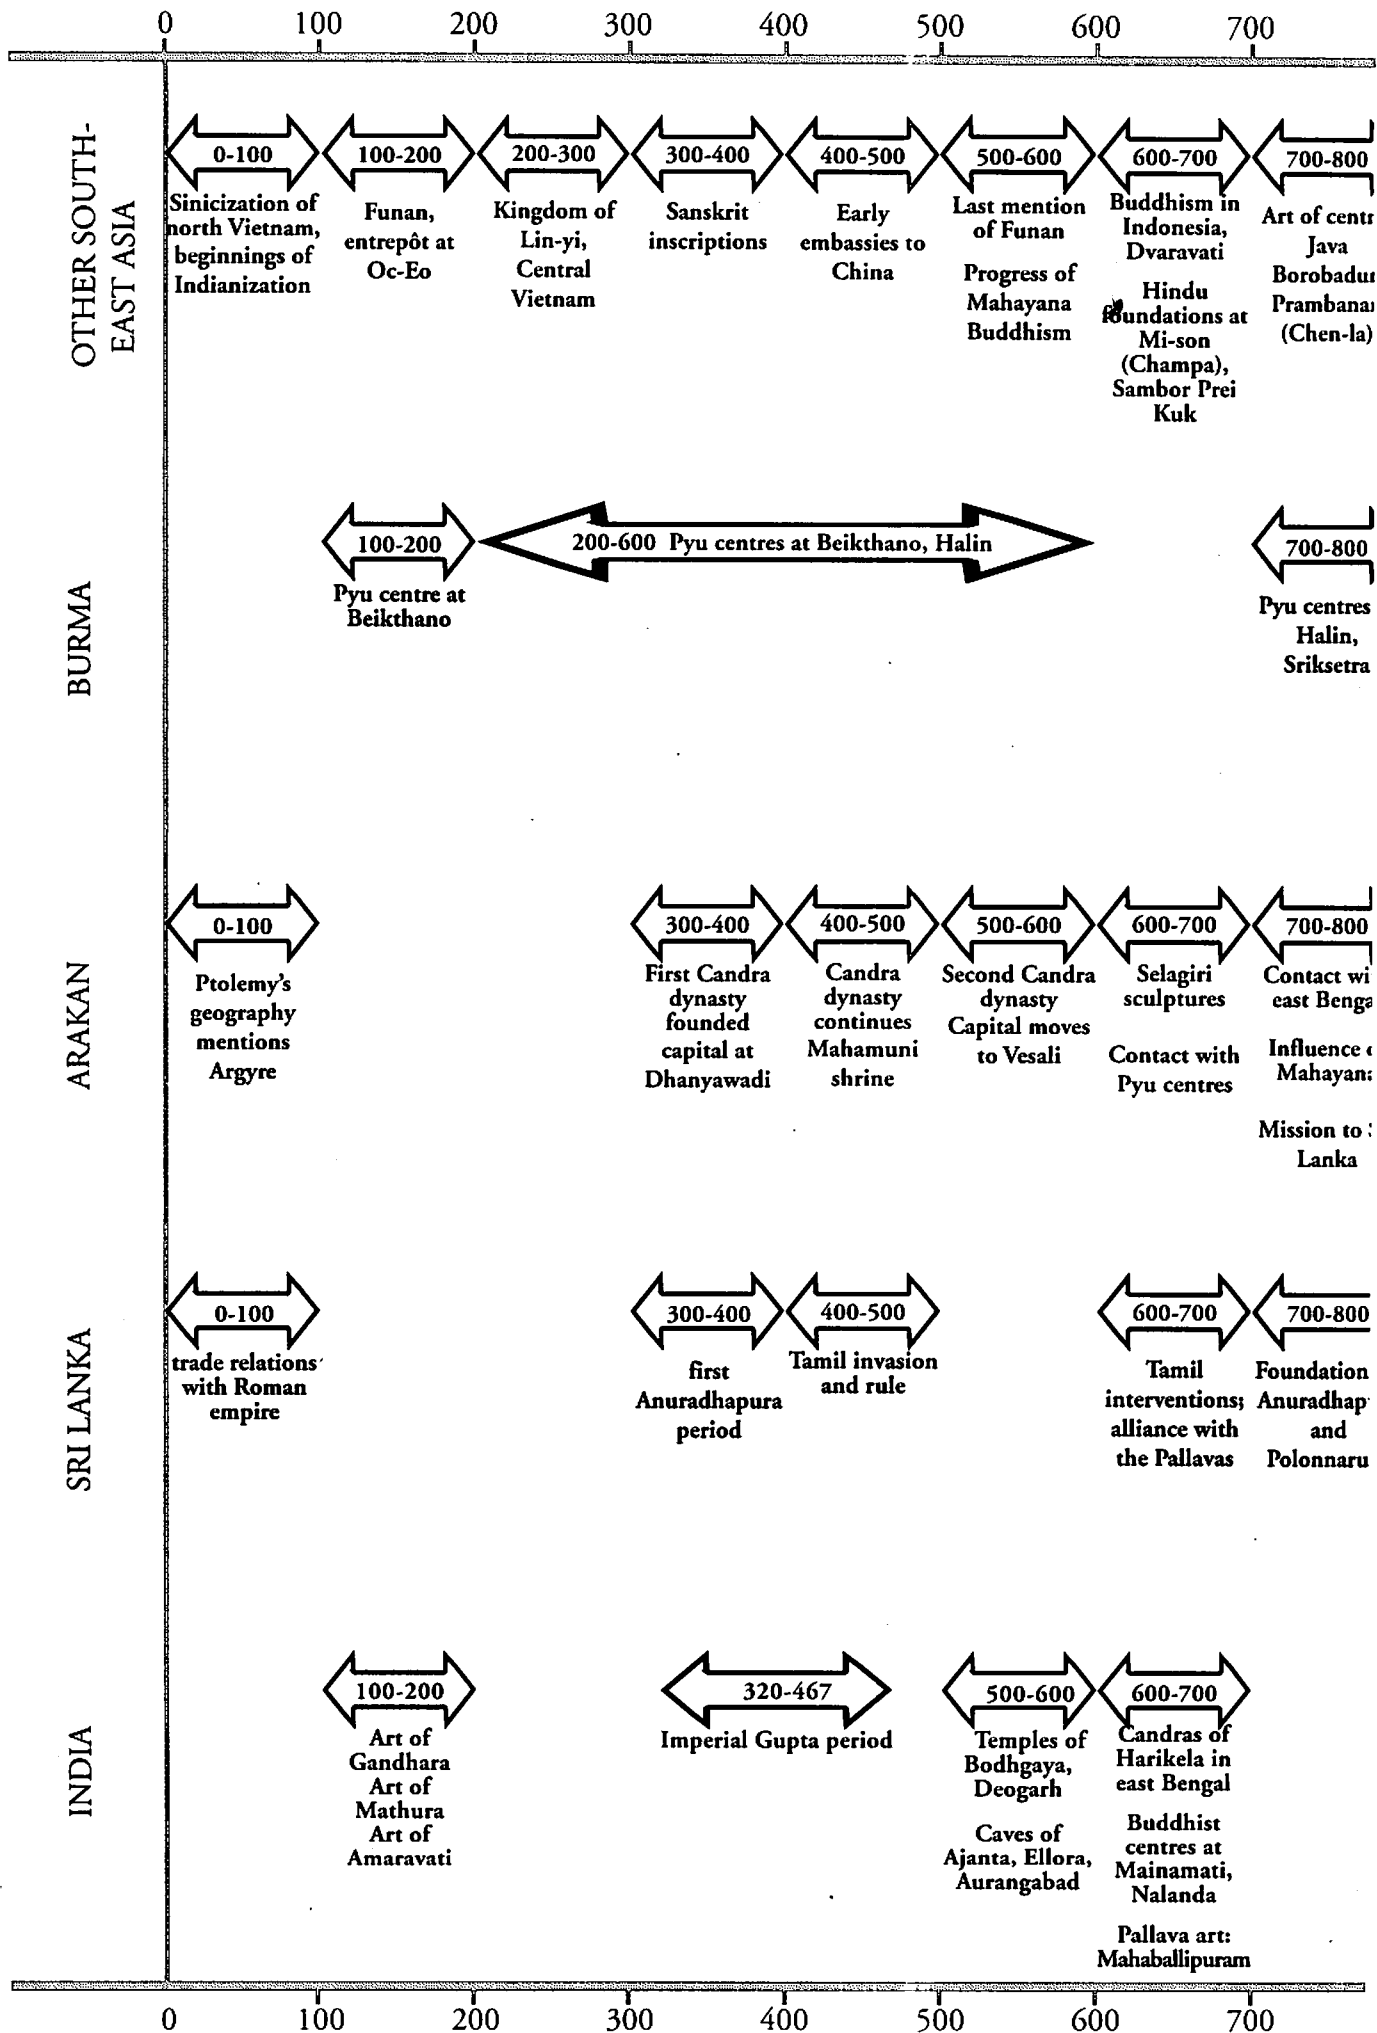 0 100 200 300 400 500 600 700
OTHER SOUTH-
EAST ASIA
0-100
Sinicization of
north Vietnam,
beginnings of
Indianization
100-200
Funan,
entrepôt at
Oc-Eo
200-300
Kingdom of
Lin-yi,
Central
Vietnam
300-400
Sanskrit
inscriptions
400-500
Early
embassies to
China
500-600
Last mention
of Funan
Progress of
Mahayana
Buddhism
600-700
Buddhism in
Indonesia,
Dvaravati
Hindu
foundations at
Mi-son
(Champa),
Sambor Prei
Kuk
700-800
Art of
Java
(Chen-la)
BURMA
100-200
Pyu centre at
Beikthano
200-600 Pyu centres at Beikthano, Halin
700-800
Pyu centres
Halin,
Sriksetra
ARAKAN
0-100
Ptolemy's
geography
mentions
Argyre
300-400
First Candra
dynasty
founded
capital at
Dhanyawadi
400-500
Candra
dynasty
continues
Mahamuni
shrine
500-600
Second Candra
dynasty
Capital moves
to Vesali
600-700
Selagiri
sculptures
Contact with
Pyu centres
700-800
Contact
east
Influence
Mission to
Lanka
SRI LANKA
0-100
trade relations
with Roman
empire
300-400
first
Anuradhapura
period
400-500
Tamil invasion
and rule
600-700
Tamil
interventions;
alliance with
the Pallavas
700-800
Foundation
and
INDIA
100-200
Art of
Gandhara
Art of
Mathura
Art of
Amaravati
320-467
Imperial Gupta period
500-600
Temples of
Bodhgaya,
Deogarh
Caves of
Ajanta, Ellora,
Aurangabad
600-700
Candras of
Harikela in
east Bengal
Buddhist
centres at
Mainamati,
Nalanda
Pallava art:
Mahaballipuram
0 100 200 300 400 500 600 700